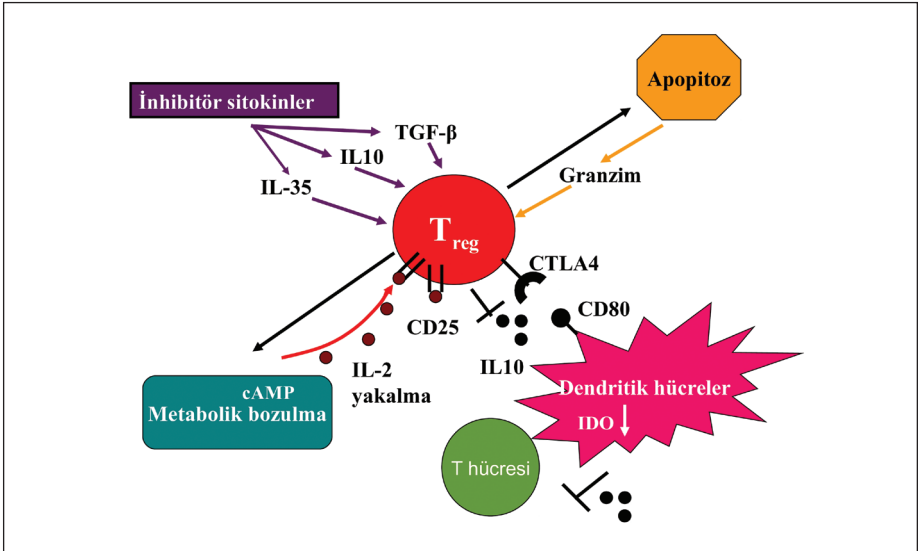 Apopitoz
İnhibitör sitokinler
TGF-β
IL10
IL-35
Granzim
T reg
CTLA4
CD80
CD25
IL10
IL-2
yakalma
cAMP
Metabolik bozulma
Dendritik hücreler
IDO
T hücresi